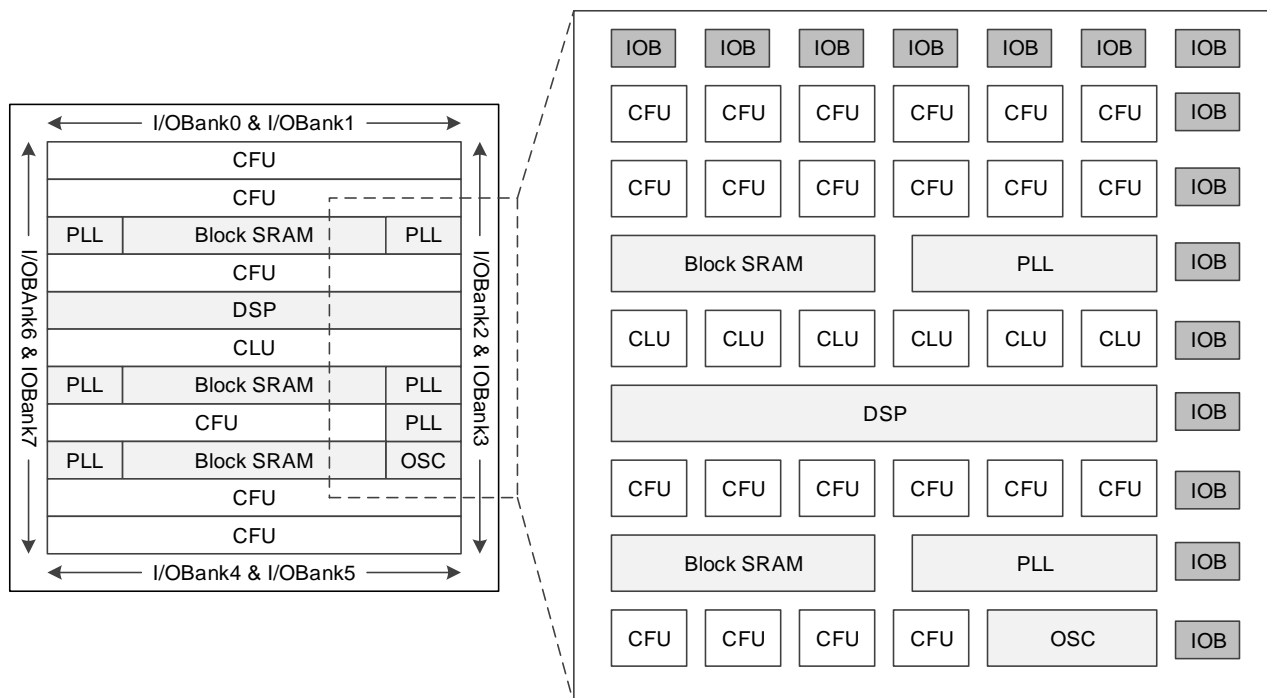 I/OBank0 & I/OBank1
CFU
CFU
PLL Block SRAM PLL
CFU
DSP
CLU
PLL Block SRAM PLL
CFU PLL
PLL Block SRAM OSC
CFU
CFU
I/OBank4 & I/OBank5
I/OBAnk6 & IOBank7
I/OBank2 & IOBank3
IOB IOB IOB IOB IOB IOB IOB
CFU CFU CFU CFU CFU CFU IOB
CFU CFU CFU CFU CFU CFU IOB
Block SRAM PLL IOB
CLU CLU CLU CLU CLU CLU IOB
DSP IOB
CFU CFU CFU CFU CFU CFU IOB
Block SRAM PLL IOB
CFU CFU CFU CFU OSC IOB